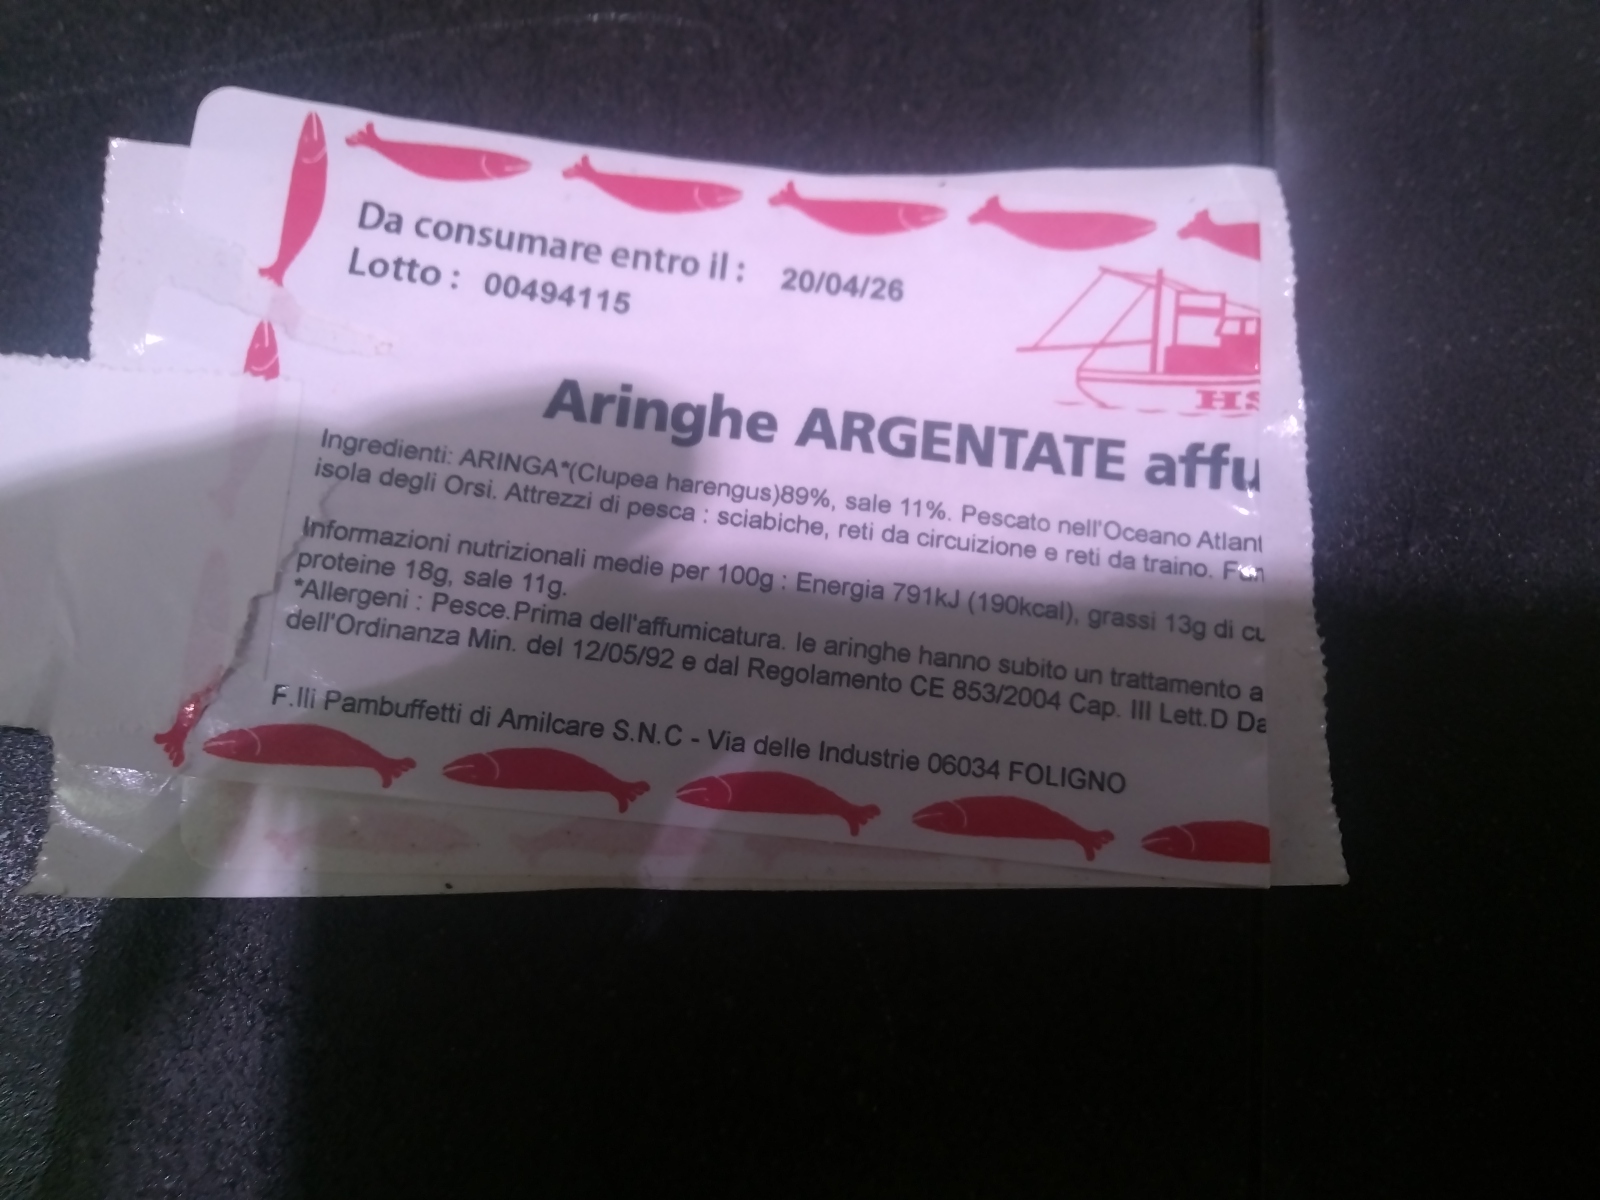 Da consumare entro il : 20/04/26
Lotto : 00494115
HS
Aringhe ARGENTATE affu
Ingredienti: ARINGA*(Clupea harengus)89%, sale 11%. Pescato nell'Oceano Atlant
isola degli Orsi. Attrezzi di pesca : sciabiche, reti da circuizione e reti da traino. Fum
Informazioni nutrizionali medie per 100g : Energia 791kJ (190kcal), grassi 13g di cu
proteine 18g, sale 11g.
*Allergeni : Pesce.Prima dell'affumicatura. le aringhe hanno subito un trattamento a
dell'Ordinanza Min. del 12/05/92 e dal Regolamento CE 853/2004 Cap. III Lett.D Da
F.lli Pambuffetti di Amilcare S.N.C - Via delle Industrie 06034 FOLIGNO